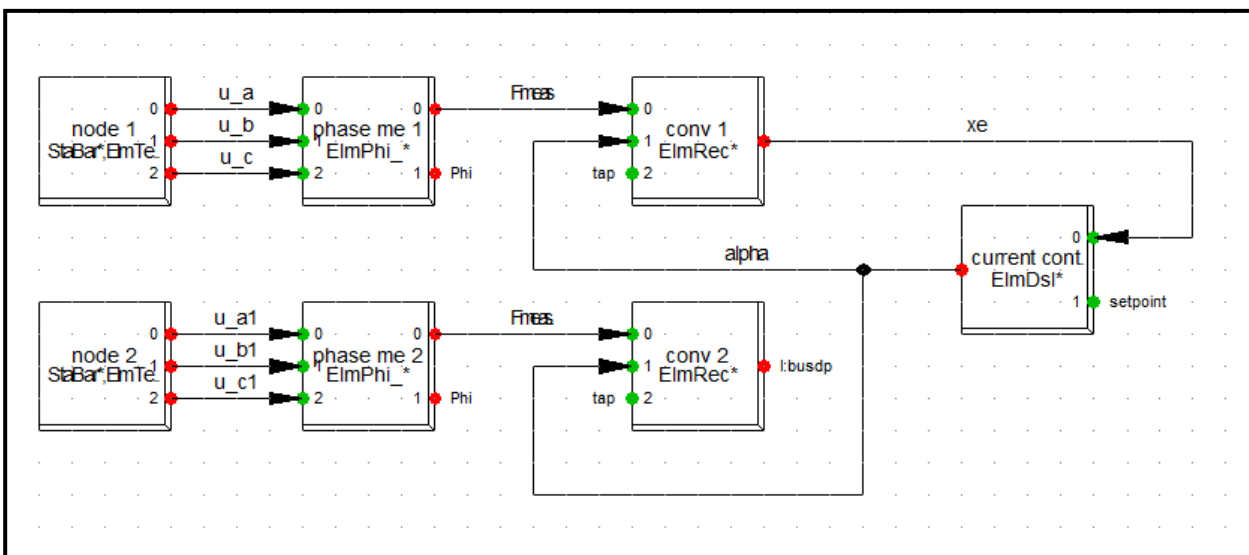 u_a
u_b
u_c
Fmeas
xe
0
1
2
node 1
StaBar*,ElmTe..
0
1
2
0
1
phase me 1
ElmPhi_*
Phi
0
1
2
conv 1
ElmRec*
tap
alpha
0
1
current cont.
ElmDsl*
setpoint
u_a1
u_b1
u_c1
Fmeas.
0
1
2
node 2
StaBar*,ElmTe..
0
1
2
0
1
phase me 2
ElmPhi_*
Phi
0
1
2
conv 2
ElmRec*
tap
I:busdp